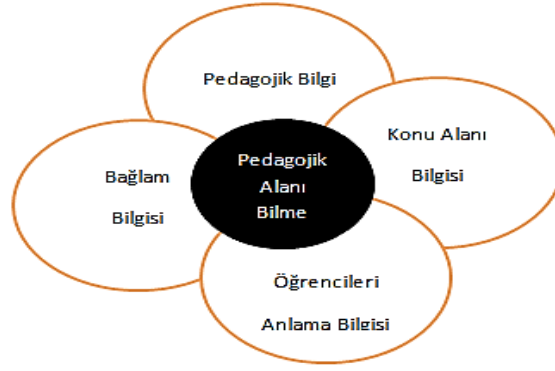 Pedagojik Bilgi
Konu Alanı
Bilgisi
Pedagojik
Alanı
Bilme
Bağlam
Bilgisi
Öğrencileri
Anlama Bilgisi